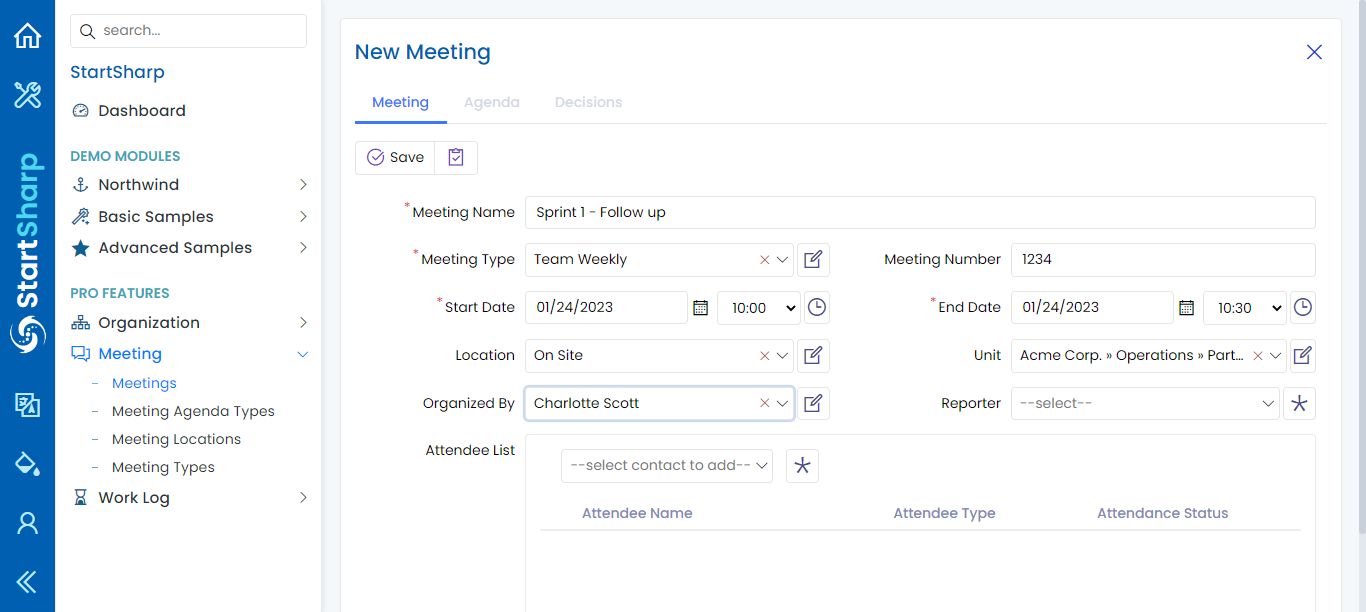 search...
StartSharp
Dashboard
DEMO MODULES
Northwind
Basic Samples
Advanced Samples
PRO FEATURES
Organization
Meeting
Meetings
Meeting Agenda Types
Meeting Locations
Meeting Types
Work Log
StartSharp
New Meeting
Meeting Agenda Decisions
Save
*Meeting Name Sprint 1 - Follow up
*Meeting Type Team Weekly Meeting Number 1234
*Start Date 01/24/2023 10:00 *End Date 01/24/2023 10:30
Location On Site Unit Acme Corp. » Operations » Part...
Organized By Charlotte Scott Reporter --select--
Attendee List --select contact to add--
Attendee Name Attendee Type Attendance Status